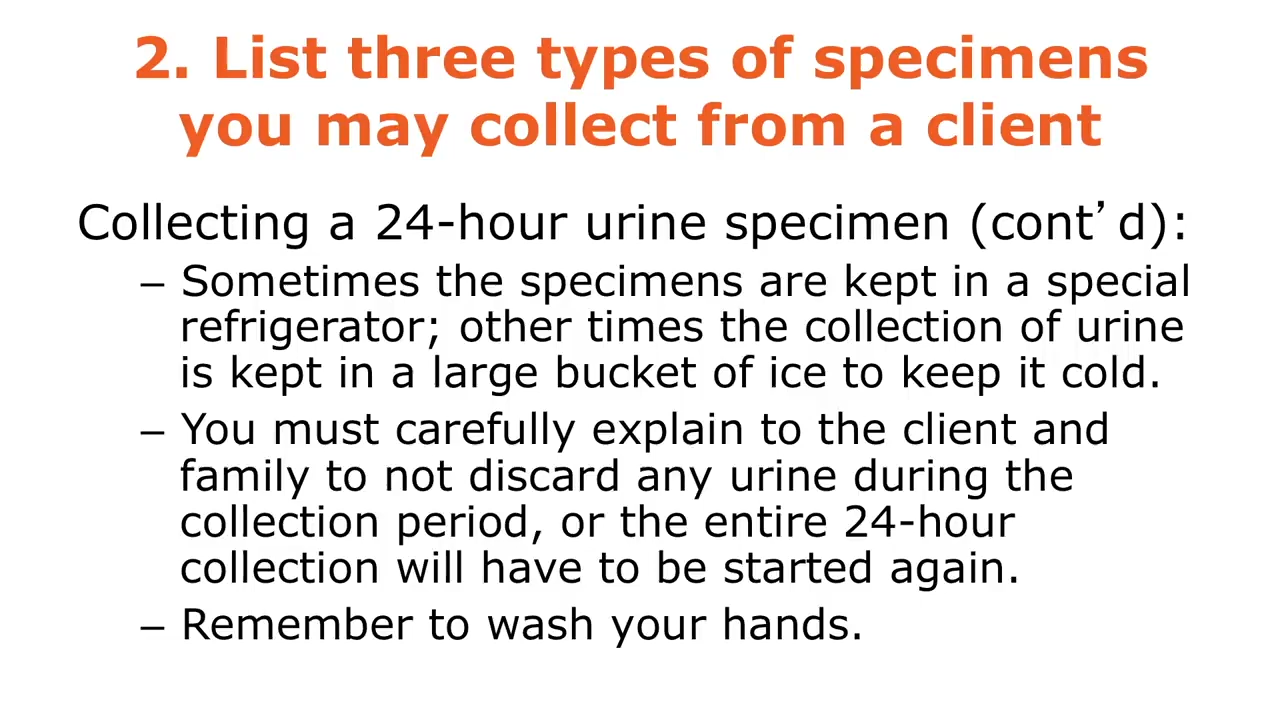 2. List three types of specimens
you may collect from a client
Collecting a 24-hour urine specimen (cont’d):
– Sometimes the specimens are kept in a special
refrigerator; other times the collection of urine
is kept in a large bucket of ice to keep it cold.
– You must carefully explain to the client and
family to not discard any urine during the
collection period, or the entire 24-hour
collection will have to be started again.
– Remember to wash your hands.